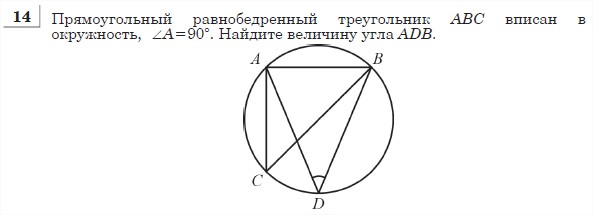 14 Прямоугольный равнобедренный треугольник ABC вписан в
окружность, ∠A=90°. Найдите величину угла ADB.
A B
C
D